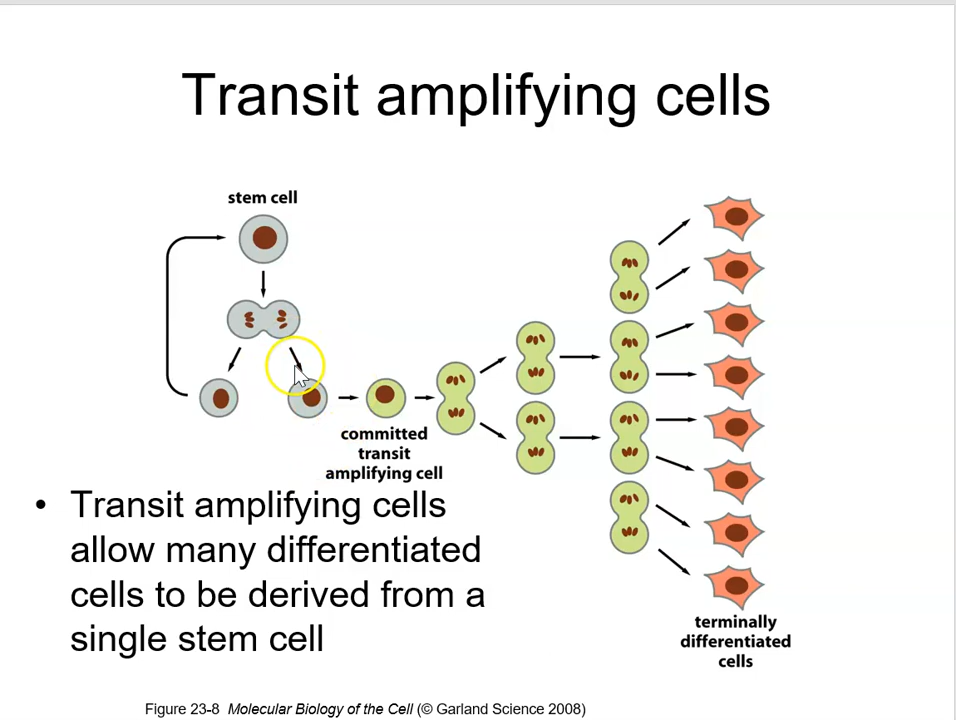 Transit amplifying cells
stem cell
committed
transit
amplifying cell
• Transit amplifying cells
allow many differentiated
cells to be derived from a
single stem cell
terminally
differentiated
cells
Figure 23-8 Molecular Biology of the Cell (© Garland Science 2008)